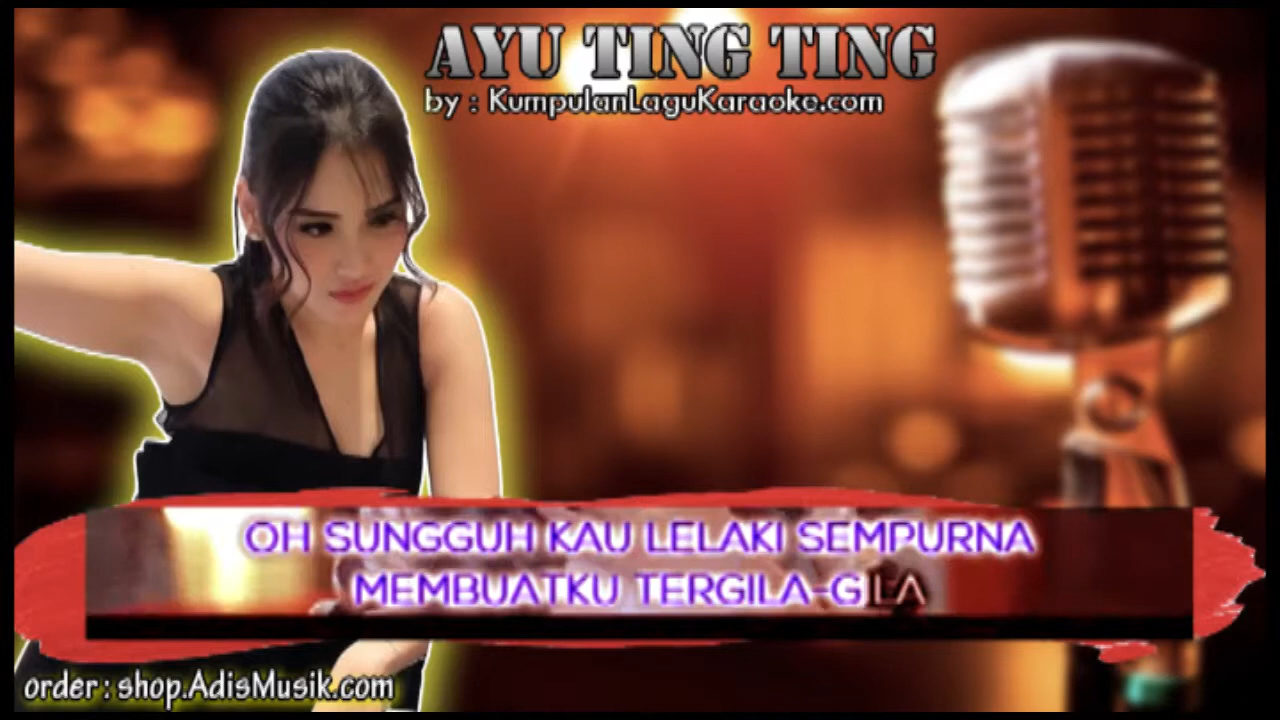 AYU TING TING
by : KumpulanLaguKaraoke.com
OH SUNGGUH KAU LELAKI SEMPURNA
MEMBUATKU TERGILA-GILA
order : shop.AdisMusik.com